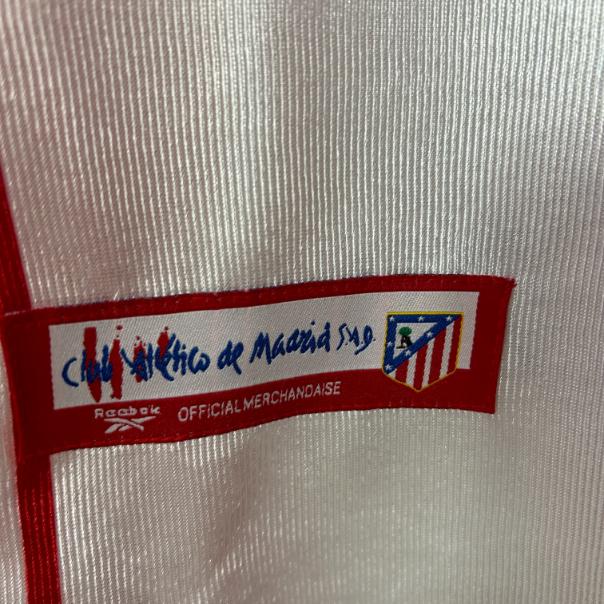 Club Atlético de Madrid S.A.D.
Reebok
OFFICIAL MERCHANDAISE